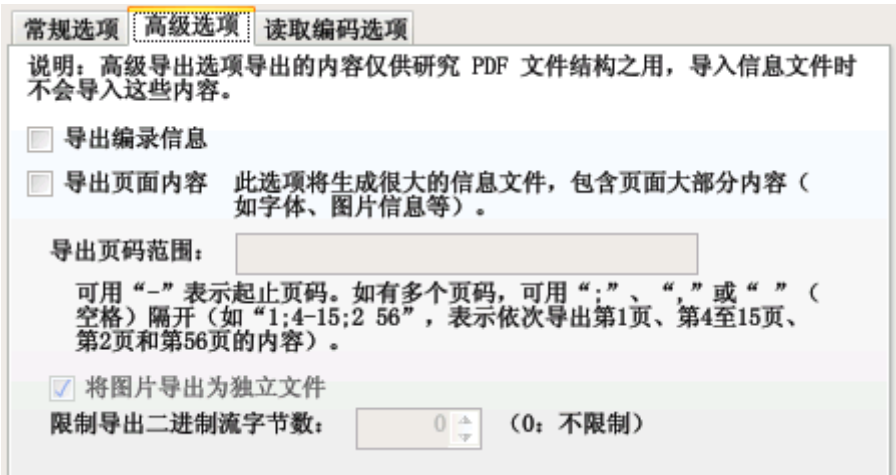 常规选项 高级选项 读取编码选项
说明：高级导出选项导出的内容仅供研究 PDF 文件结构之用，导入信息文件时
不会导入这些内容。
导出编录信息
导出页面内容 此选项将生成很大的信息文件，包含页面大部分内容（
如字体、图片信息等）。
导出页码范围：
可用“-”表示起止页码。如有多个页码，可用“;”、“,”或“ ”（
空格）隔开（如“1;4-15;2 56”，表示依次导出第1页、第4至15页、
第2页和第56页的内容）。
将图片导出为独立文件
限制导出二进制流字节数： 0 （0：不限制）